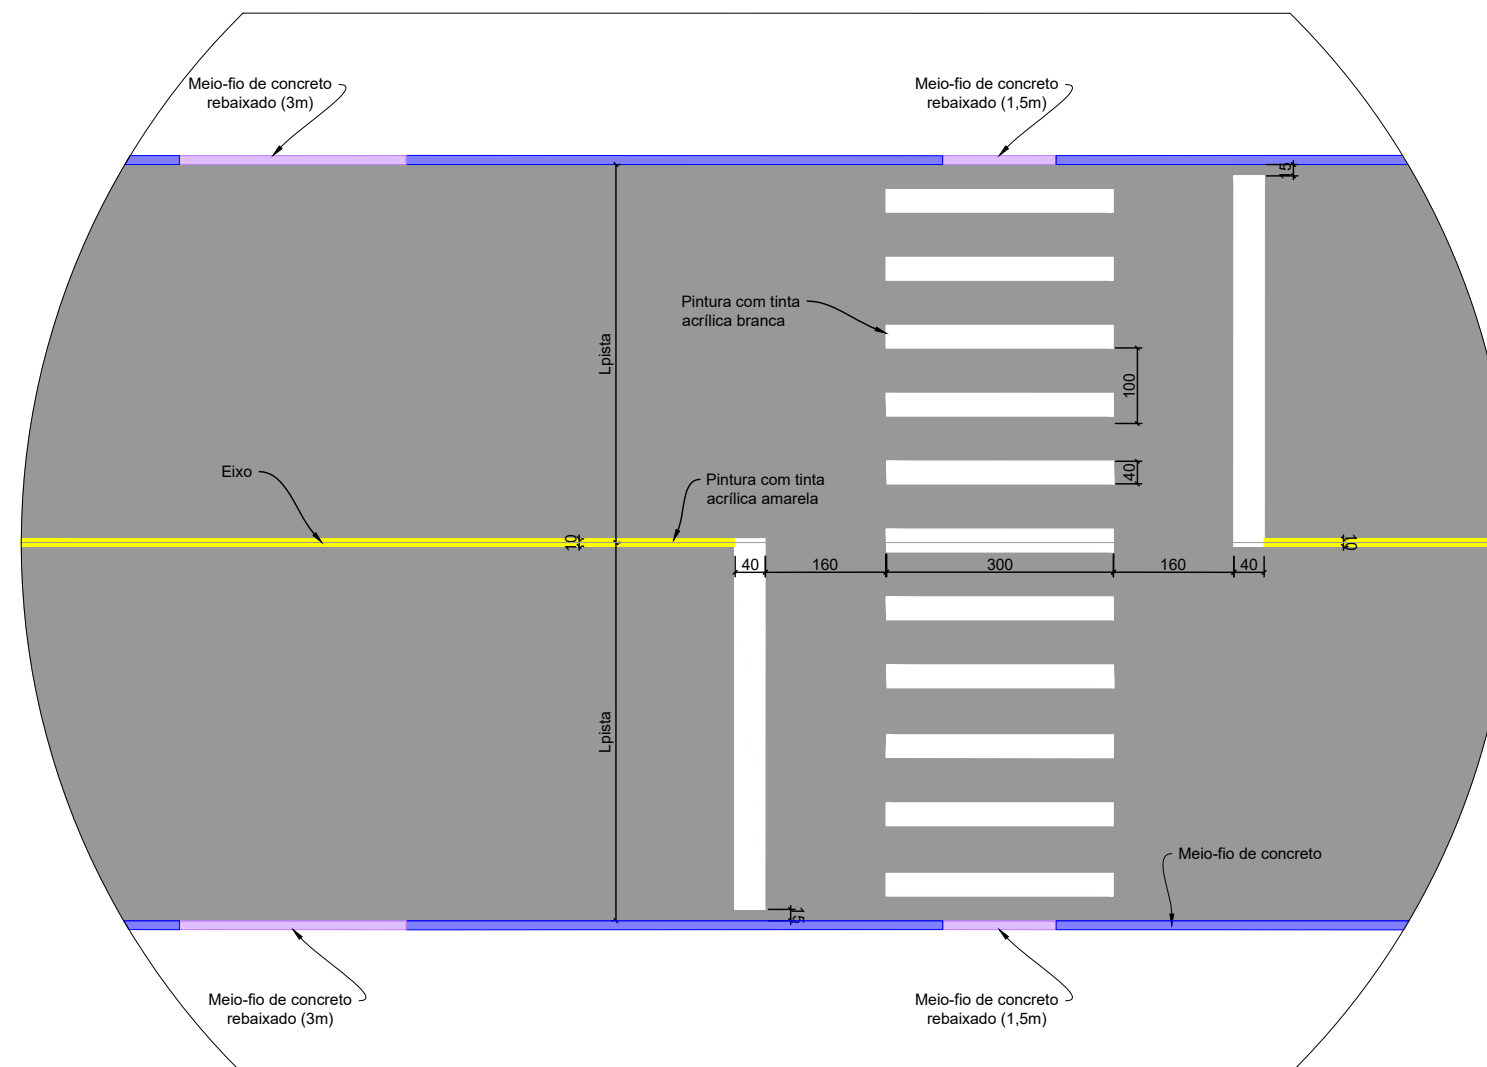 Meio-fio de concreto
rebaixado (3m)
Meio-fio de concreto
rebaixado (1,5m)
15
Pintura com tinta
acrílica branca
Lpista
100
Eixo
Pintura com tinta
acrílica amarela
40
10
10
40
160
300
160
40
Lpista
Meio-fio de concreto
15
Meio-fio de concreto
rebaixado (3m)
Meio-fio de concreto
rebaixado (1,5m)